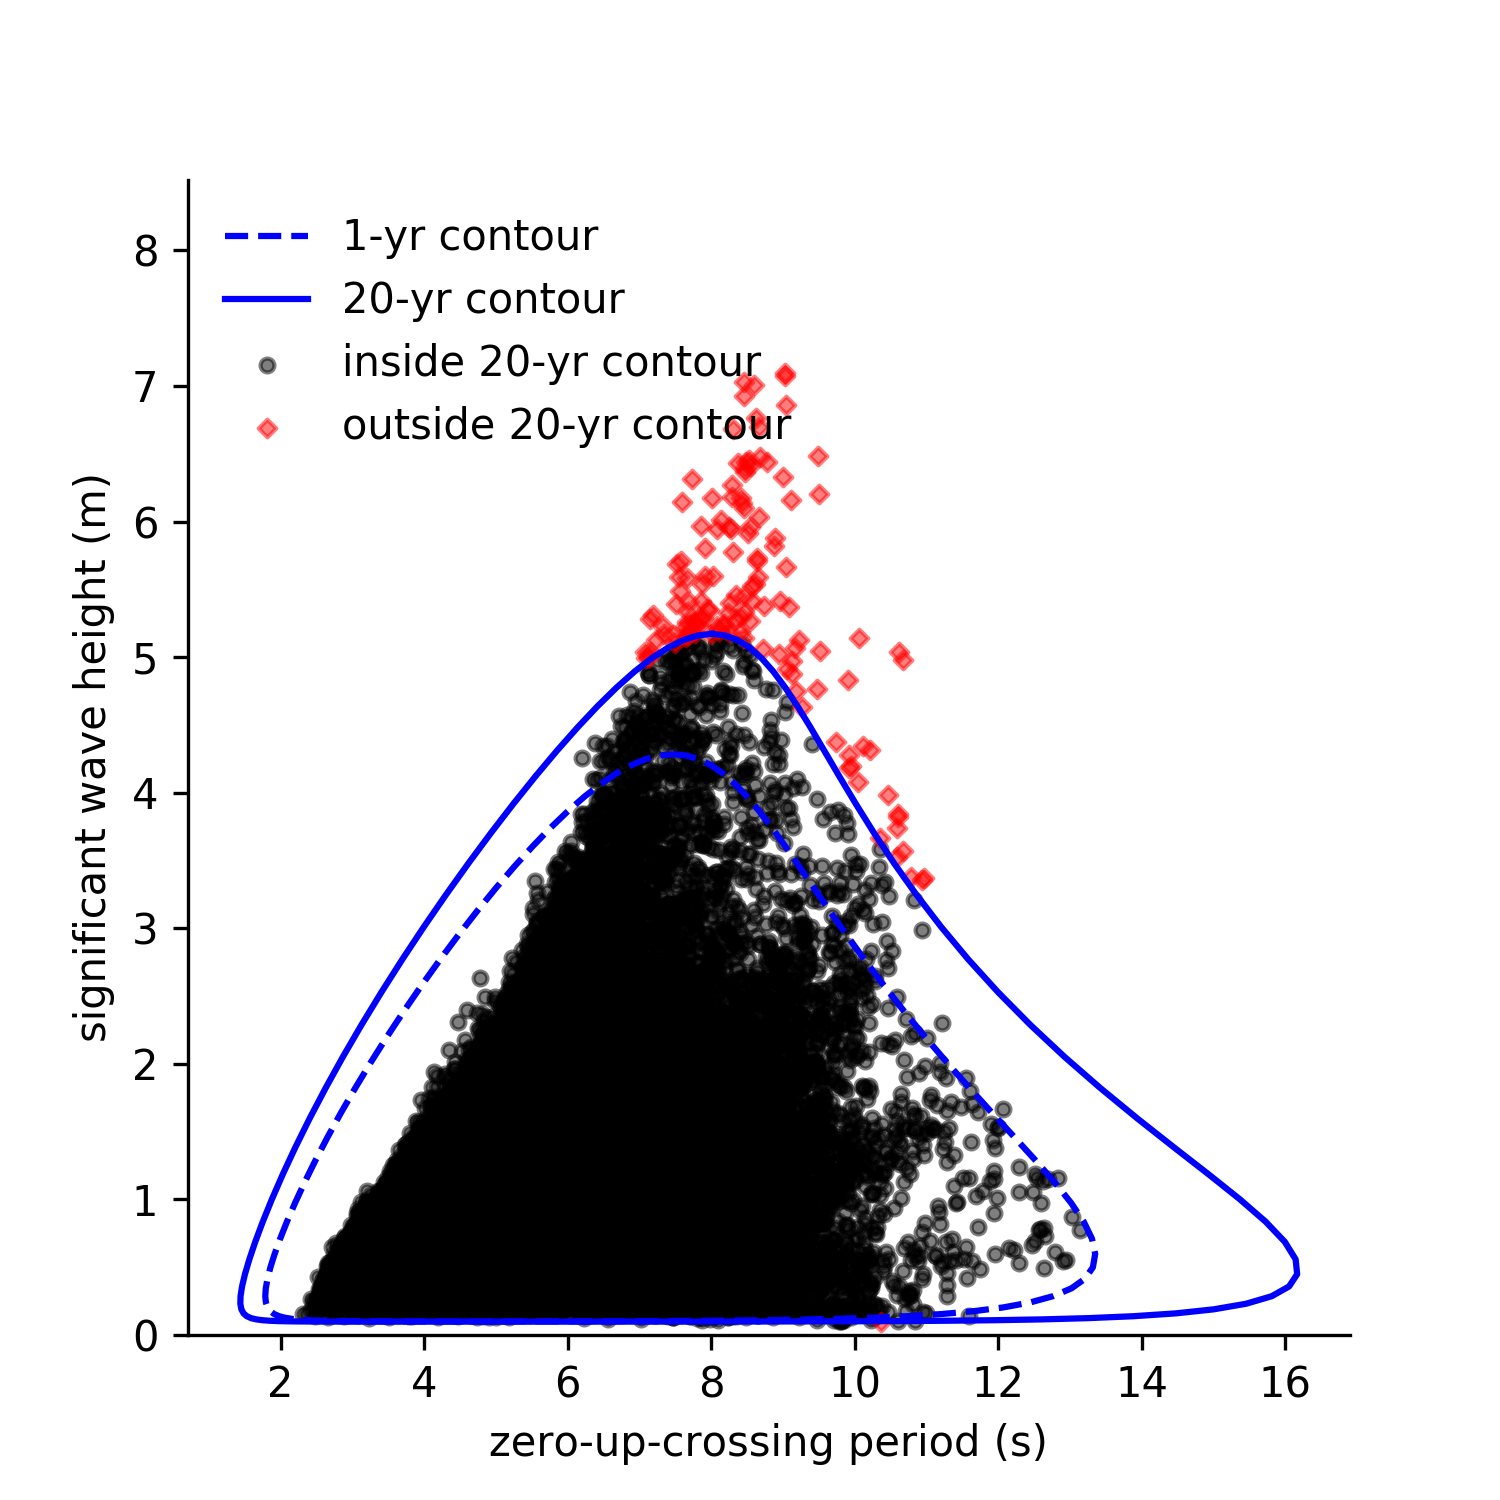 1-yr contour
20-yr contour
inside 20-yr contour
outside 20-yr contour
8
7
6
5
4
3
2
1
0
significant wave height (m)
2 4 6 8 10 12 14 16
zero-up-crossing period (s)